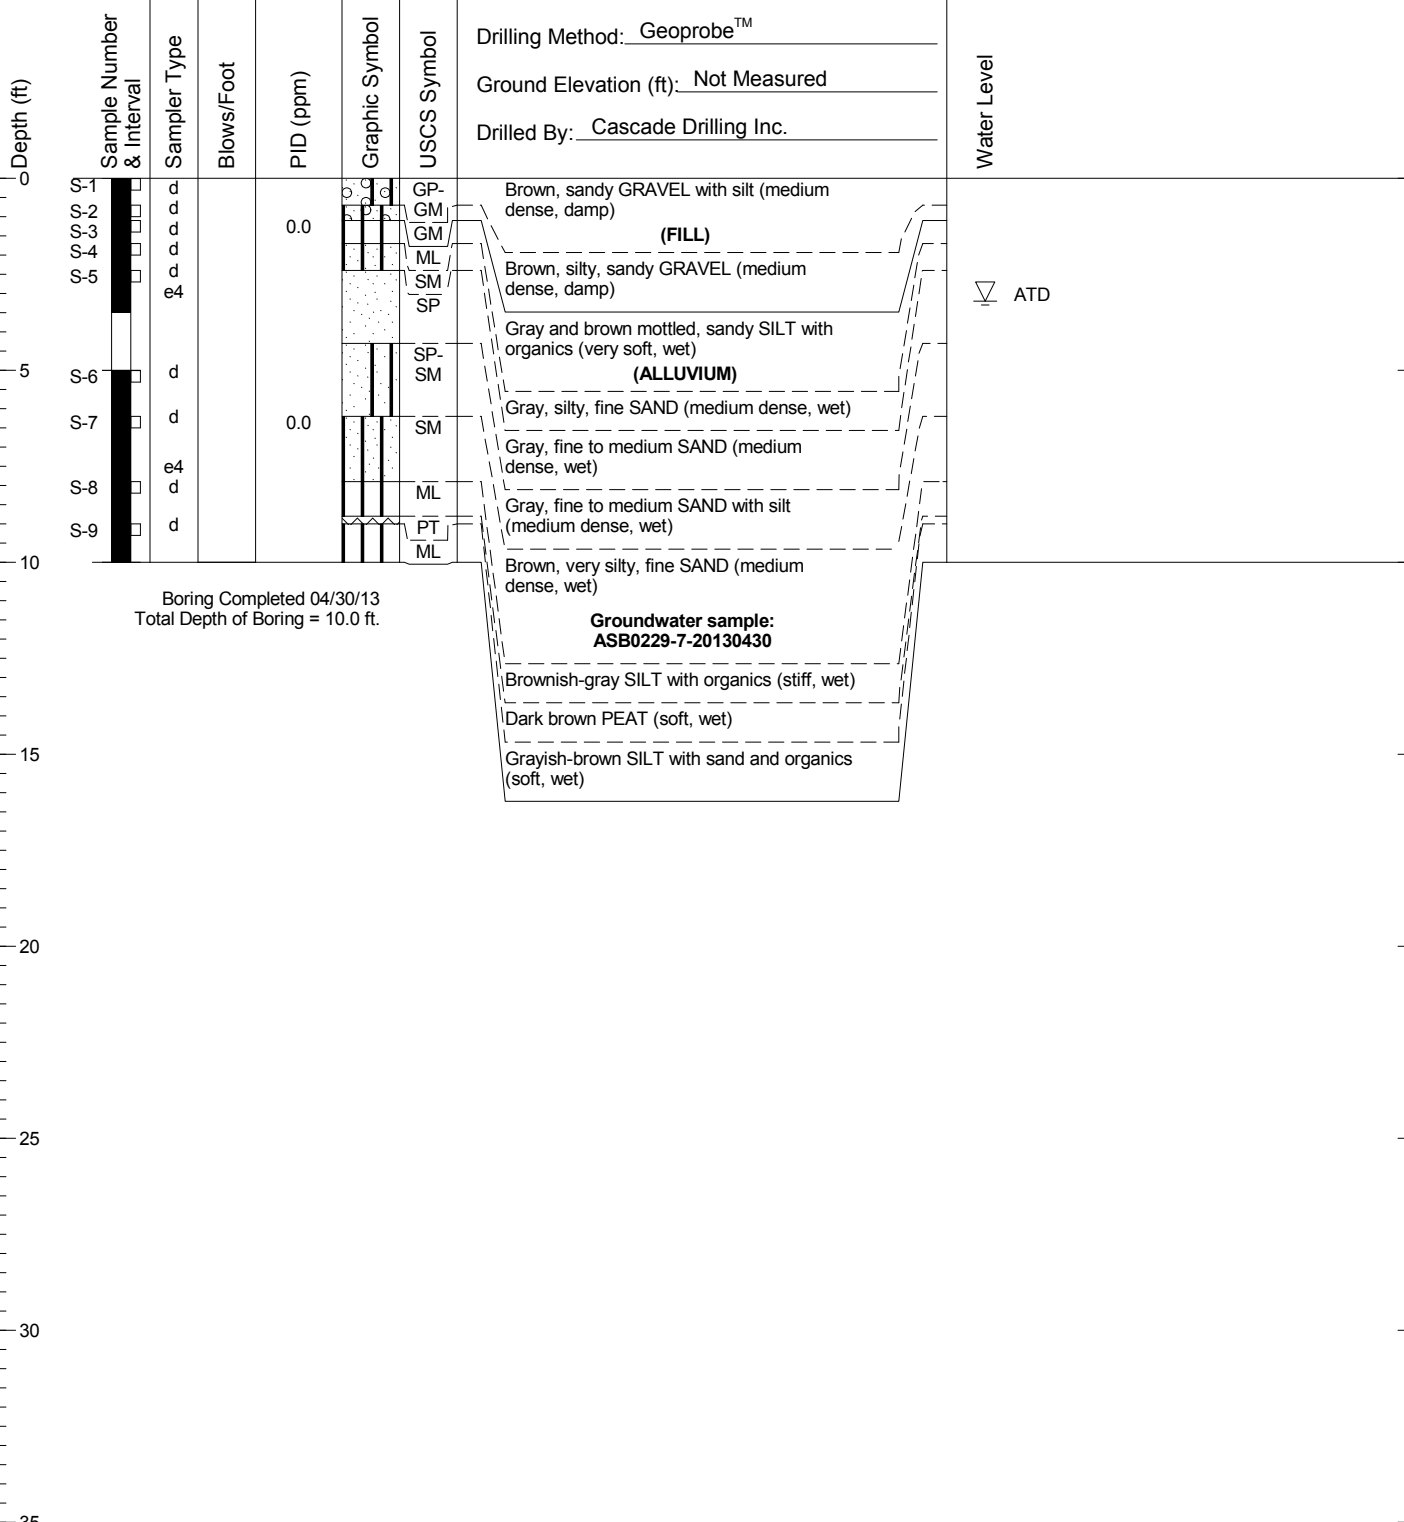 Depth (ft)
Sample Number
& Interval
Sampler Type
Blows/Foot
PID (ppm)
Graphic Symbol
USCS Symbol
Drilling Method: Geoprobe™
Ground Elevation (ft): Not Measured
Drilled By: Cascade Drilling Inc.
Water Level
0
S-1 d
S-2 d
S-3 d
S-4 d
S-5 d
e4
0.0
5
S-6 d
S-7 d
0.0
e4
S-8 d
S-9 d
10
GP-
GM
GM
ML
SM
SP
SP-
SM
SM
ML
PT
ML
Brown, sandy GRAVEL with silt (medium
dense, damp)
(FILL)
Brown, silty, sandy GRAVEL (medium
dense, damp)
Gray and brown mottled, sandy SILT with
organics (very soft, wet)
(ALLUVIUM)
Gray, silty, fine SAND (medium dense, wet)
Gray, fine to medium SAND (medium
dense, wet)
Gray, fine to medium SAND with silt
(medium dense, wet)
Brown, very silty, fine SAND (medium
dense, wet)
Groundwater sample:
ASB0229-7-20130430
Brownish-gray SILT with organics (stiff, wet)
Dark brown PEAT (soft, wet)
Grayish-brown SILT with sand and organics
(soft, wet)
ATD
Boring Completed 04/30/13
Total Depth of Boring = 10.0 ft.
15
20
25
30
35